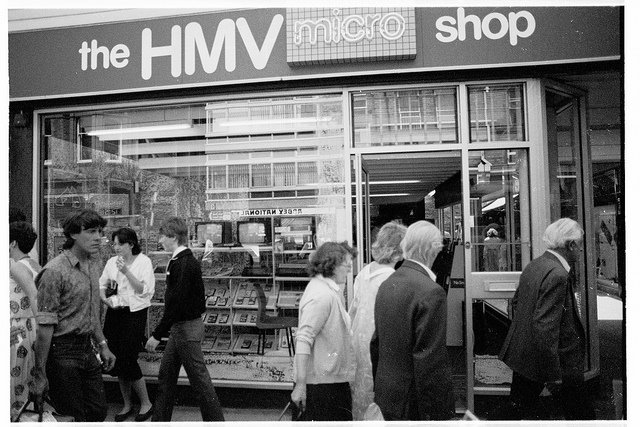 the HMV micro shop
ABBEY NATIONAL